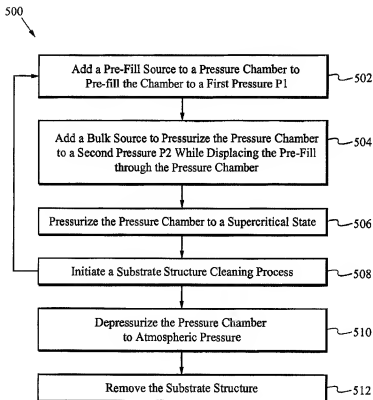 500
Add a Pre-Fill Source to a Pressure Chamber to
Pre-fill the Chamber to a First Pressure P1
502
Add a Bulk Source to Pressurize the Pressure Chamber
to a Second Pressure P2 While Displacing the Pre-Fill
through the Pressure Chamber
504
Pressurize the Pressure Chamber to a Supercritical State
506
Initiate a Substrate Structure Cleaning Process
508
Depressurize the Pressure Chamber
to Atmospheric Pressure
510
Remove the Substrate Structure
512